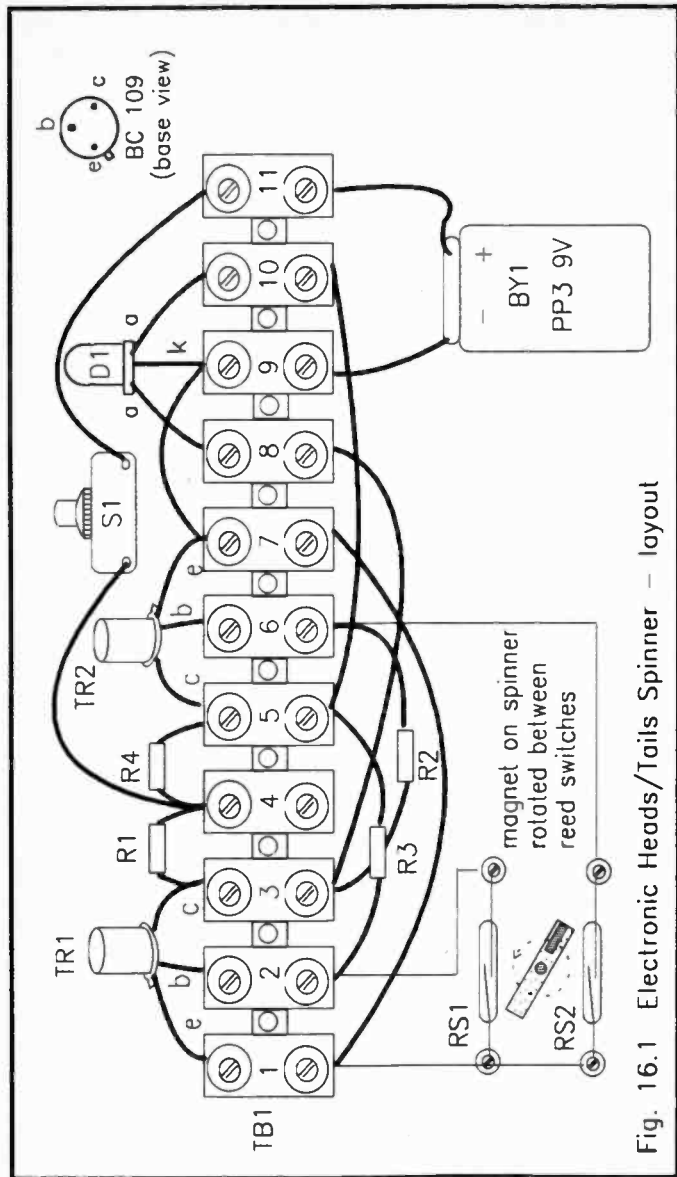 b
e
c
BC 109
(base view)
D1
a
k
a
S1
TR2
c
b
e
R4
R1
TR1
e
b
c
TB1
1
2
3
4
5
6
7
8
9
10
11
R2
R3
magnet on spinner
rotated between
reed switches
RS1
RS2
- +
BY1
PP3 9V
Fig. 16.1 Electronic Heads/Tails Spinner – layout